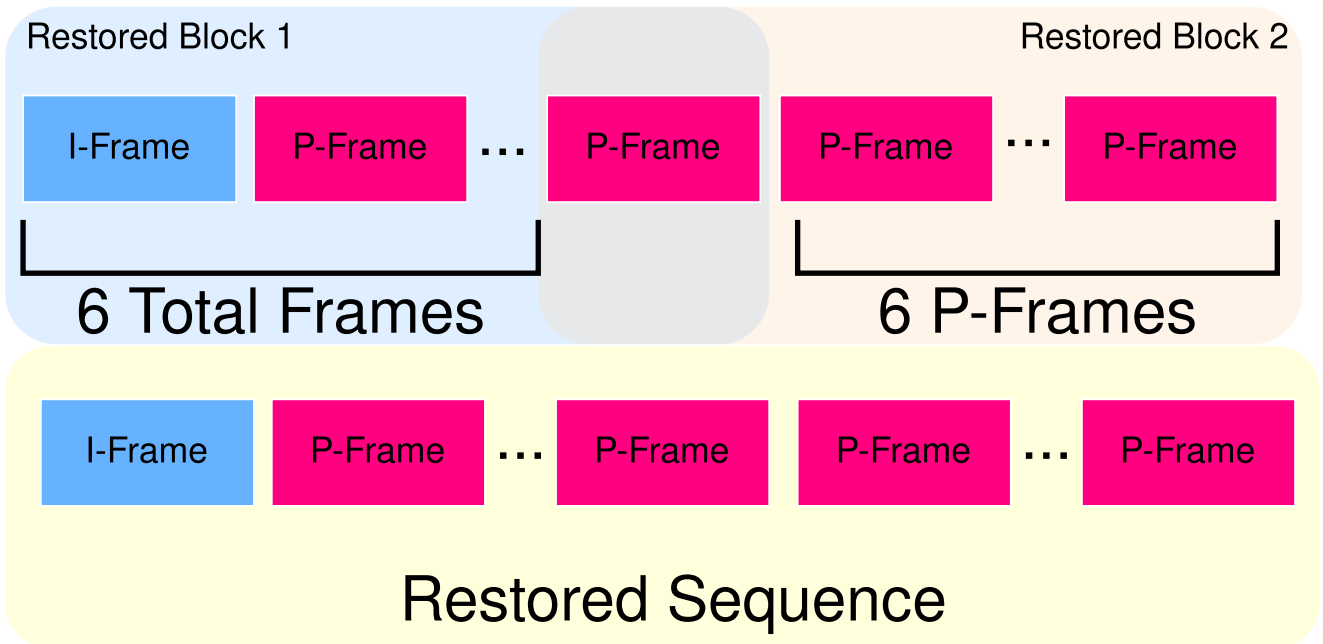 Restored Block 1
Restored Block 2
I-Frame P-Frame ... P-Frame P-Frame ... P-Frame
6 Total Frames
6 P-Frames
I-Frame P-Frame ... P-Frame P-Frame ... P-Frame
Restored Sequence